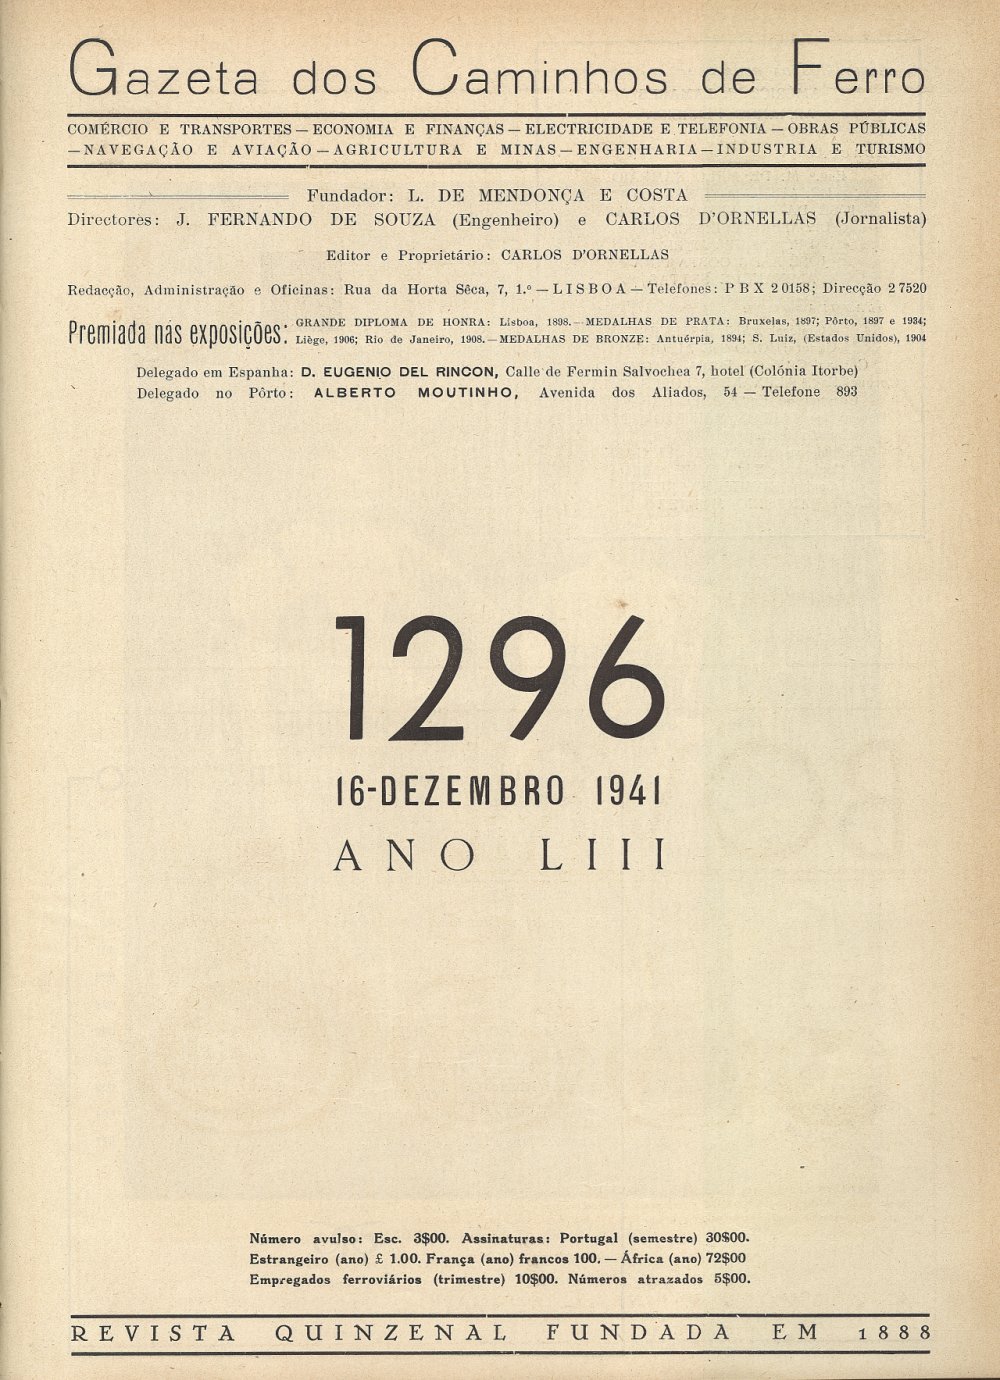 Gazeta dos Caminhos de Ferro
COMÉRCIO E TRANSPORTES — ECONOMIA E FINANÇAS — ELECTRICIDADE E TELEFONIA — OBRAS PÚBLICAS
— NAVEGAÇÃO E AVIAÇÃO — AGRICULTURA E MINAS — ENGENHARIA — INDUSTRIA E TURISMO
Fundador: L. DE MENDONÇA E COSTA
Directores: J. FERNANDO DE SOUZA (Engenheiro) e CARLOS D'ORNELLAS (Jornalista)
Editor e Proprietário: CARLOS D'ORNELLAS
Redacção, Administração e Oficinas: Rua da Horta Sêca, 7, 1.º — LISBOA — Telefones: PBX 20158; Direcção 27520
Premiada nas exposições: GRANDE DIPLOMA DE HONRA: Lisboa, 1898. — MEDALHAS DE PRATA: Bruxelas, 1897; Pôrto, 1897 e 1934;
Liège, 1906; Rio de Janeiro, 1908. — MEDALHAS DE BRONZE: Antuérpia, 1894; S. Luiz, (Estados Unidos), 1904
Delegado em Espanha: D. EUGENIO DEL RINCON, Calle de Fermin Salvochea 7, hotel (Colónia Itorbe)
Delegado no Pôrto: ALBERTO MOUTINHO, Avenida dos Aliados, 54 — Telefone 893
1296
16-DEZEMBRO 1941
ANO LIII
Número avulso: Esc. 3$00. Assinaturas: Portugal (semestre) 30$00.
Estrangeiro (ano) £ 1.00. França (ano) francos 100. — África (ano) 72$00
Empregados ferroviários (trimestre) 10$00. Números atrazados 5$00.
REVISTA QUINZENAL FUNDADA EM 1888